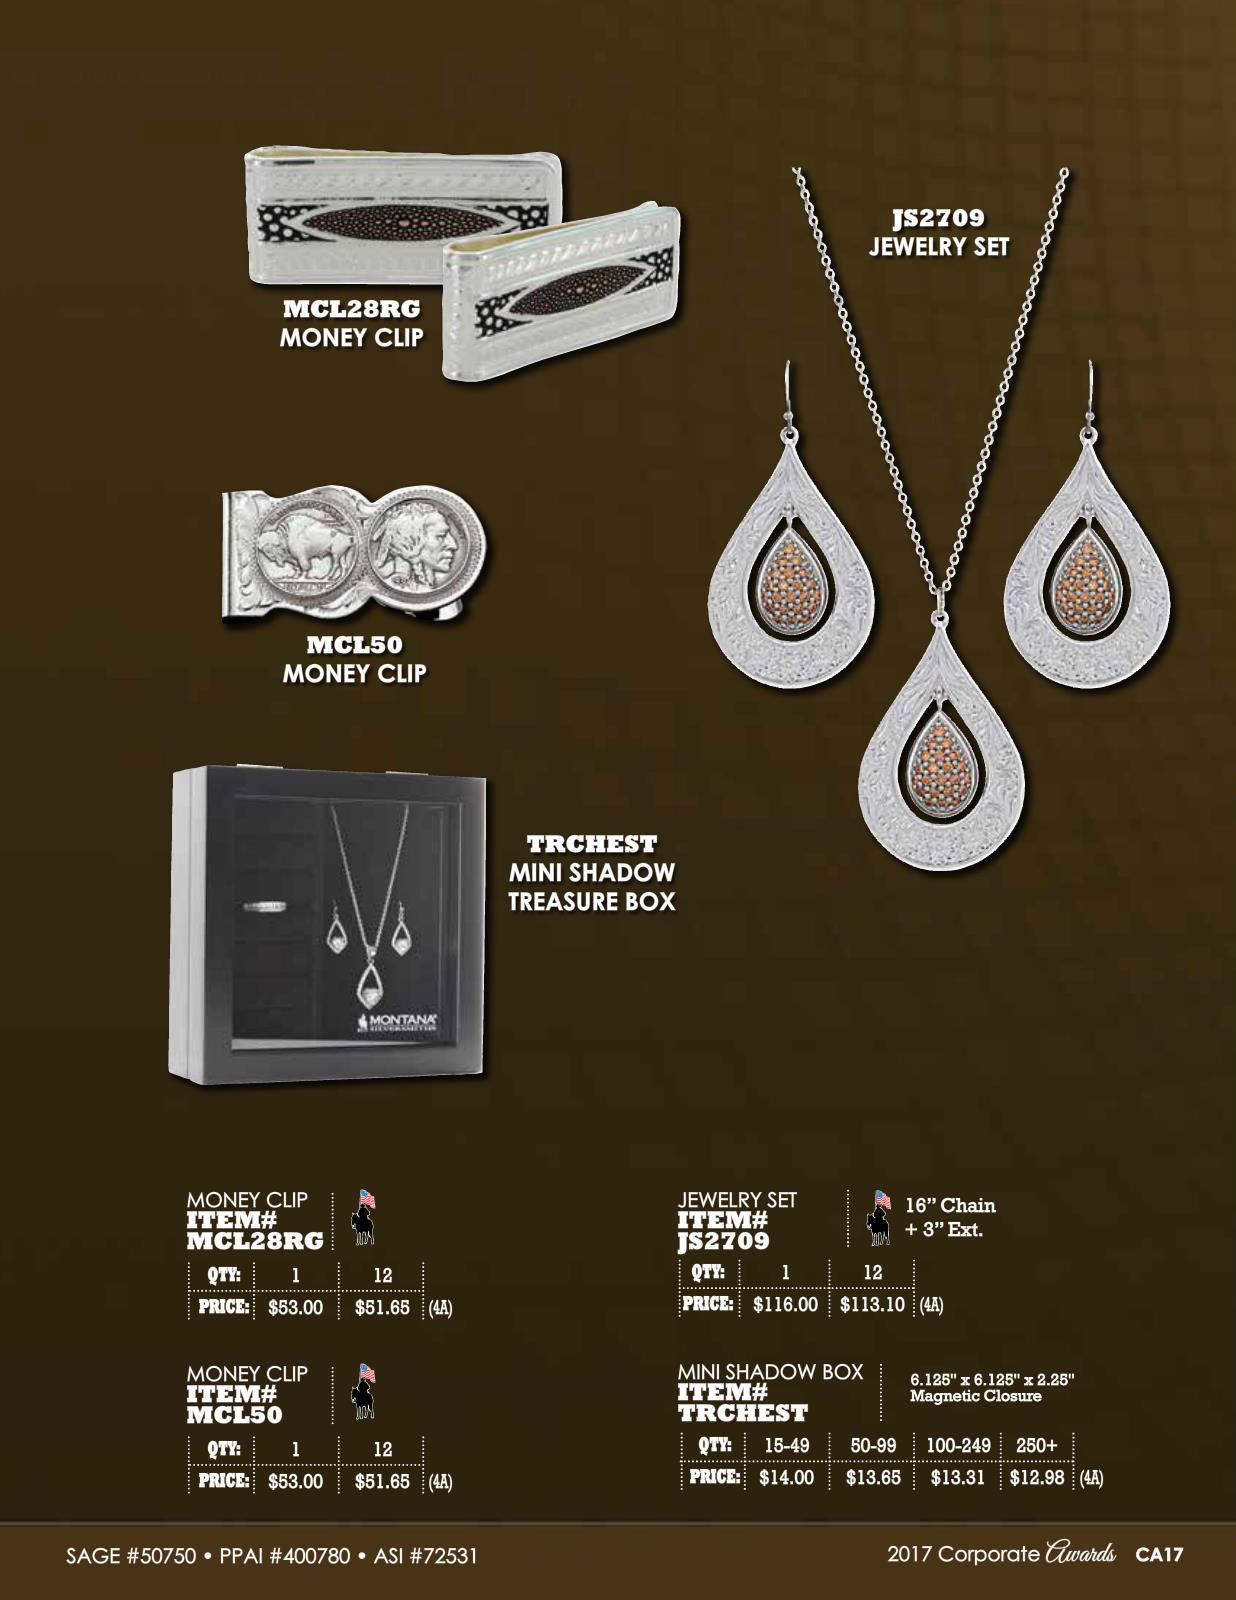 JS2709
JEWELRY SET
MCL28RG
MONEY CLIP
MCL50
MONEY CLIP
TRCHEST
MINI SHADOW
TREASURE BOX
MONTANA
SILVERSMITHS
MONEY CLIP
ITEM#
MCL28RG
QTY: 1 12
PRICE: $53.00 $51.65 (4A)
JEWELRY SET
ITEM#
JS2709
16” Chain
+ 3” Ext.
QTY: 1 12
PRICE: $116.00 $113.10 (4A)
MONEY CLIP
ITEM#
MCL50
QTY: 1 12
PRICE: $53.00 $51.65 (4A)
MINI SHADOW BOX
ITEM#
TRCHEST
6.125" x 6.125" x 2.25"
Magnetic Closure
QTY: 15-49 50-99 100-249 250+
PRICE: $14.00 $13.65 $13.31 $12.98 (4A)
SAGE #50750 • PPAI #400780 • ASI #72531
2017 Corporate Awards CA17